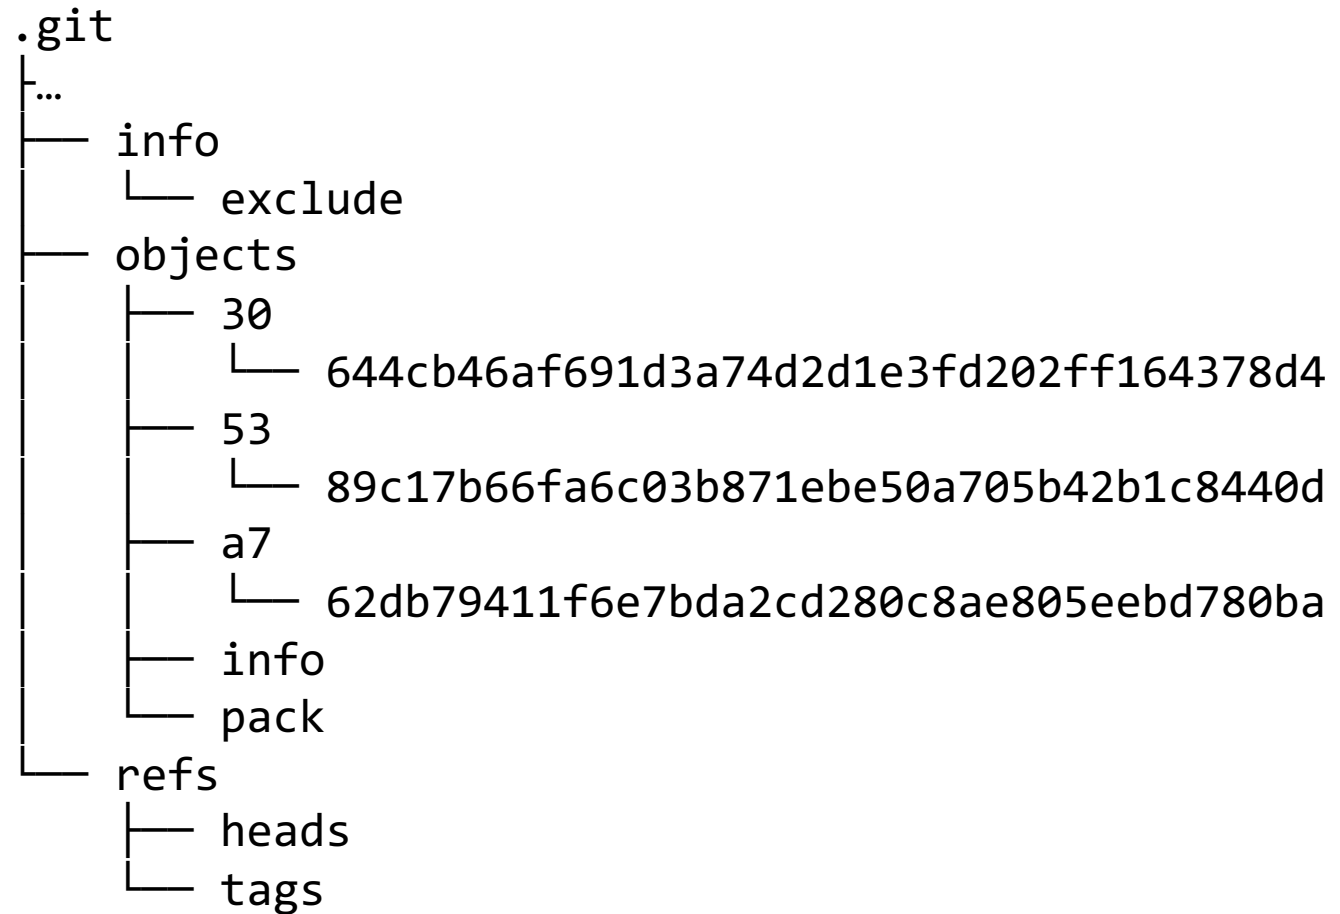 .git
├…
├── info
│   └── exclude
├── objects
│   ├── 30
│   │   └── 644cb46af691d3a74d2d1e3fd202ff164378d4
│   ├── 53
│   │   └── 89c17b66fa6c03b871ebe50a705b42b1c8440d
│   ├── a7
│   │   └── 62db79411f6e7bda2cd280c8ae805eebd780ba
│   ├── info
│   └── pack
└── refs
    ├── heads
    └── tags